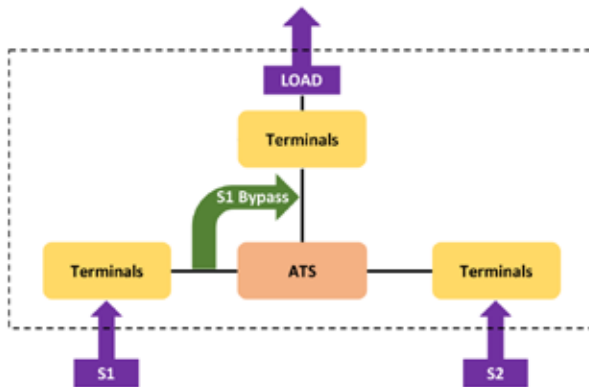 LOAD
Terminals
S1 Bypass
Terminals
ATS
Terminals
S1
S2